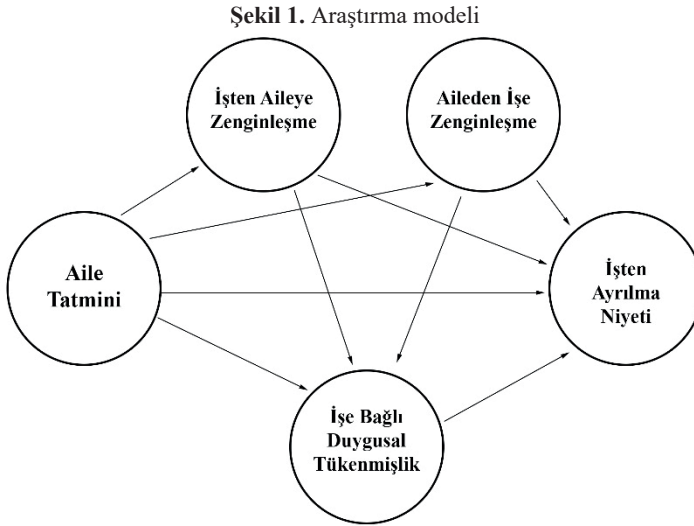 Şekil 1. Araştırma modeli
İşten Aileye
Zenginleşme
Aileden İşe
Zenginleşme
Aile
Tatmini
İşten
Ayrılma
Niyeti
İşe Bağlı
Duygusal
Tükenmişlik